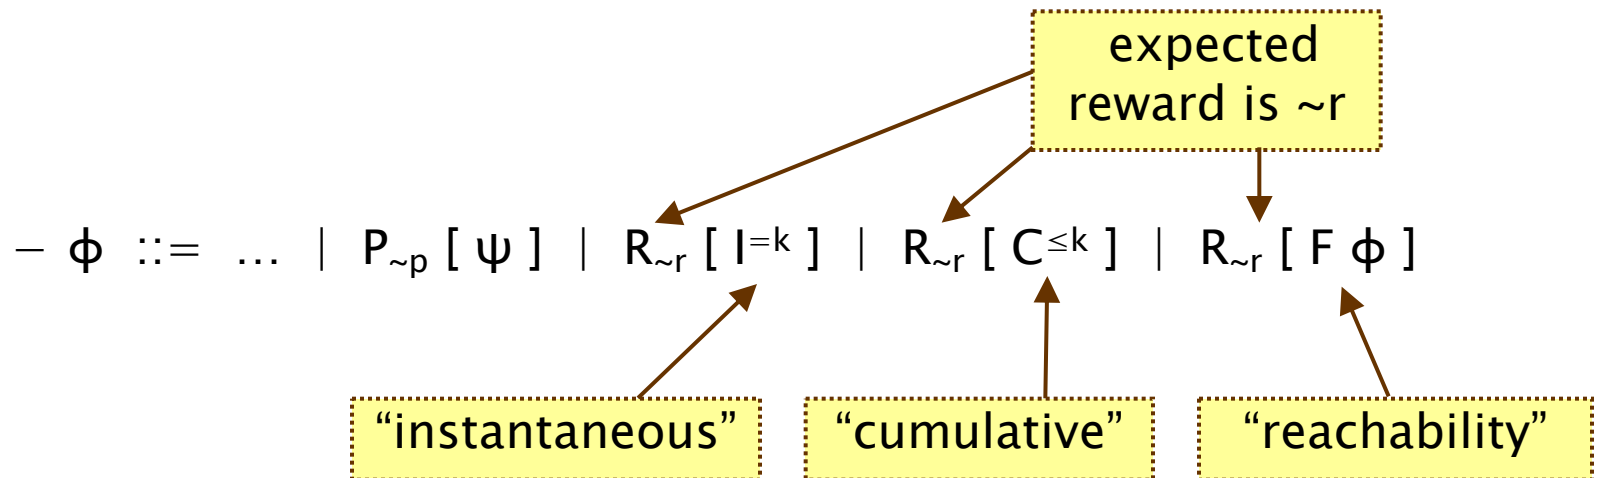 expected
reward is ~r
– ϕ ::= … | P~p [ ψ ] | R~r [ I=k ] | R~r [ C≤k ] | R~r [ F ϕ ]
“instantaneous”
“cumulative”
“reachability”